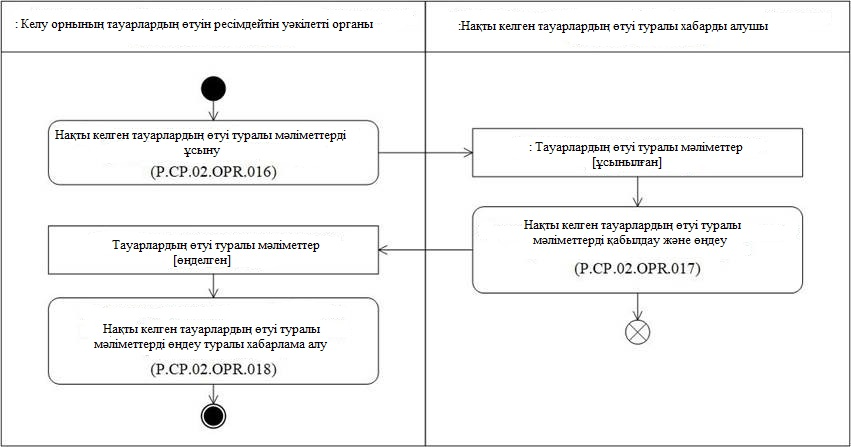 : Келу орнының тауарлардың өтуін ресімдейтін уәкілетті органы
:Нақты келген тауарлардың өтуі туралы хабарды алушы
Нақты келген тауарлардың өтуі туралы мәліметтерді
ұсыну
(P.CP.02.OPR.016)
: Тауарлардың өтуі туралы мәліметтер
[ұсынылған]
Нақты келген тауарлардың өтуі туралы
мәліметтерді қабылдау және өңдеу
(P.CP.02.OPR.017)
Тауарлардың өтуі туралы мәліметтер
[өңделген]
Нақты келген тауарлардың өтуі туралы
мәліметтерді өңдеу туралы хабарлама алу
(P.CP.02.OPR.018)